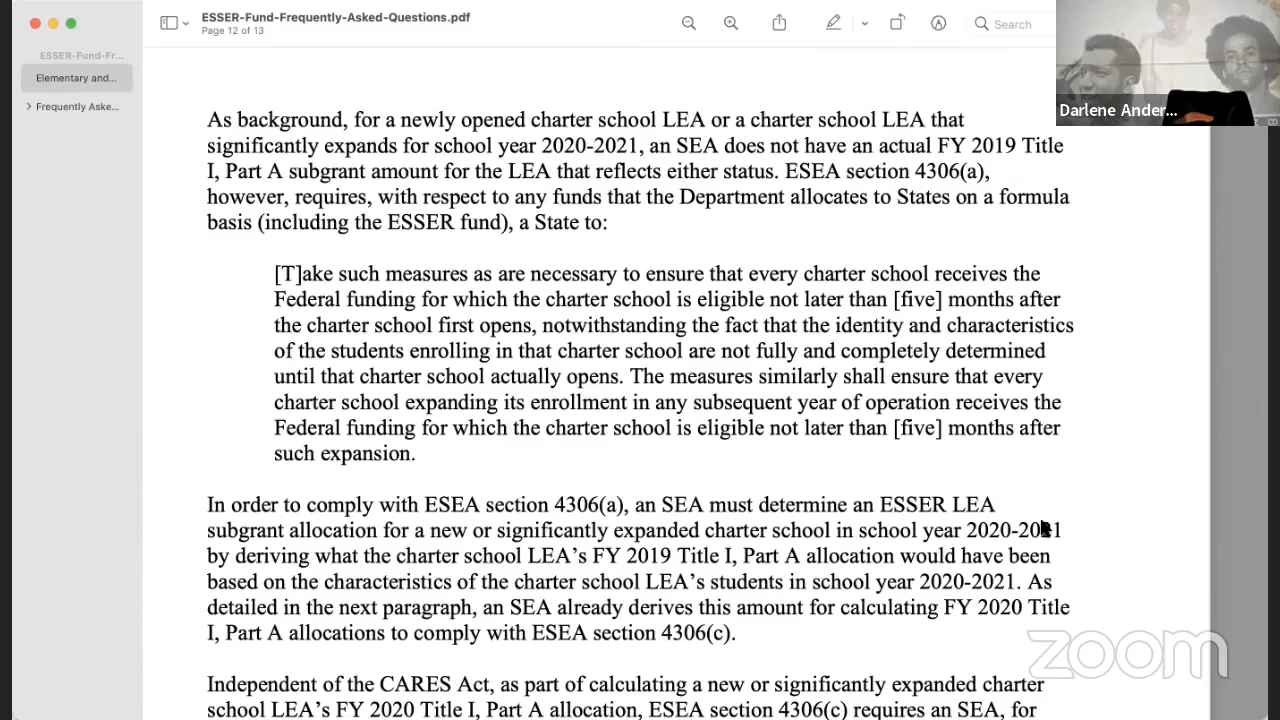 ESSER-Fund-Frequently-Asked-Questions.pdf
Page 12 of 13
Search
ESSER-Fund-Fr...
Elementary and...
Frequently Aske...
Darlene Ander...
As background, for a newly opened charter school LEA or a charter school LEA that
significantly expands for school year 2020-2021, an SEA does not have an actual FY 2019 Title
I, Part A subgrant amount for the LEA that reflects either status. ESEA section 4306(a),
however, requires, with respect to any funds that the Department allocates to States on a formula
basis (including the ESSER fund), a State to:
[T]ake such measures as are necessary to ensure that every charter school receives the
Federal funding for which the charter school is eligible not later than [five] months after
the charter school first opens, notwithstanding the fact that the identity and characteristics
of the students enrolling in that charter school are not fully and completely determined
until that charter school actually opens. The measures similarly shall ensure that every
charter school expanding its enrollment in any subsequent year of operation receives the
Federal funding for which the charter school is eligible not later than [five] months after
such expansion.
In order to comply with ESEA section 4306(a), an SEA must determine an ESSER LEA
subgrant allocation for a new or significantly expanded charter school in school year 2020-2021
by deriving what the charter school LEA's FY 2019 Title I, Part A allocation would have been
based on the characteristics of the charter school LEA's students in school year 2020-2021. As
detailed in the next paragraph, an SEA already derives this amount for calculating FY 2020 Title
I, Part A allocations to comply with ESEA section 4306(c).
Independent of the CARES Act, as part of calculating a new or significantly expanded charter
school LEA's FY 2020 Title I, Part A allocation, ESEA section 4306(c) requires an SEA, for
zoom